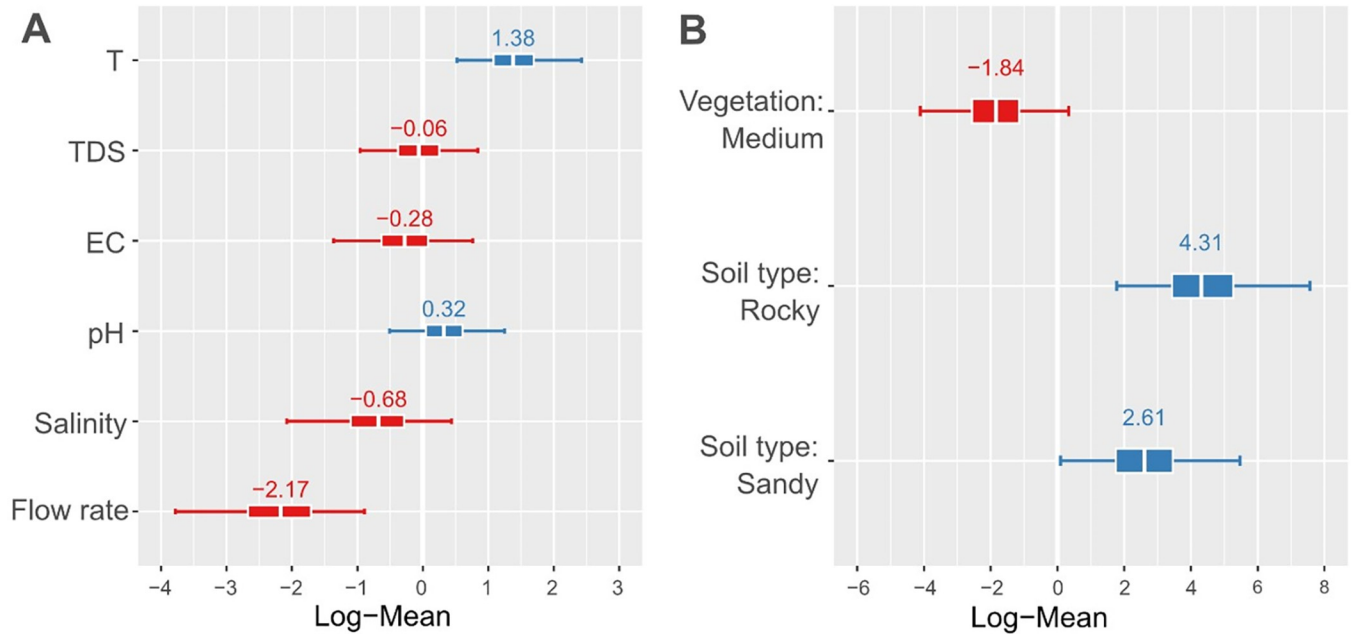 A
T
1.38
TDS
−0.06
EC
−0.28
pH
0.32
Salinity
−0.68
Flow rate
−2.17
−4 −3 −2 −1 0 1 2 3
Log−Mean
B
Vegetation:
Medium
−1.84
Soil type:
Rocky
4.31
Soil type:
Sandy
2.61
−6 −4 −2 0 2 4 6 8
Log−Mean